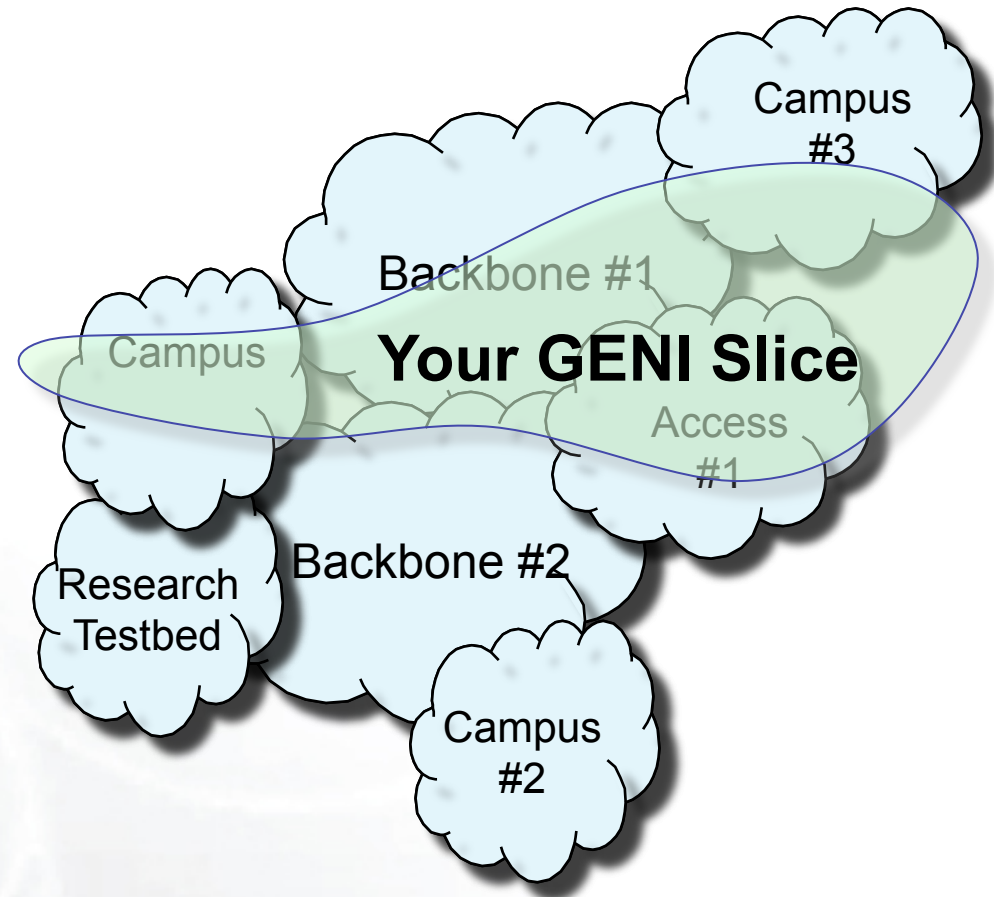 Campus
#3
Backbone #1
Campus
Your GENI Slice
Access
#1
Backbone #2
Research
Testbed
Campus
#2